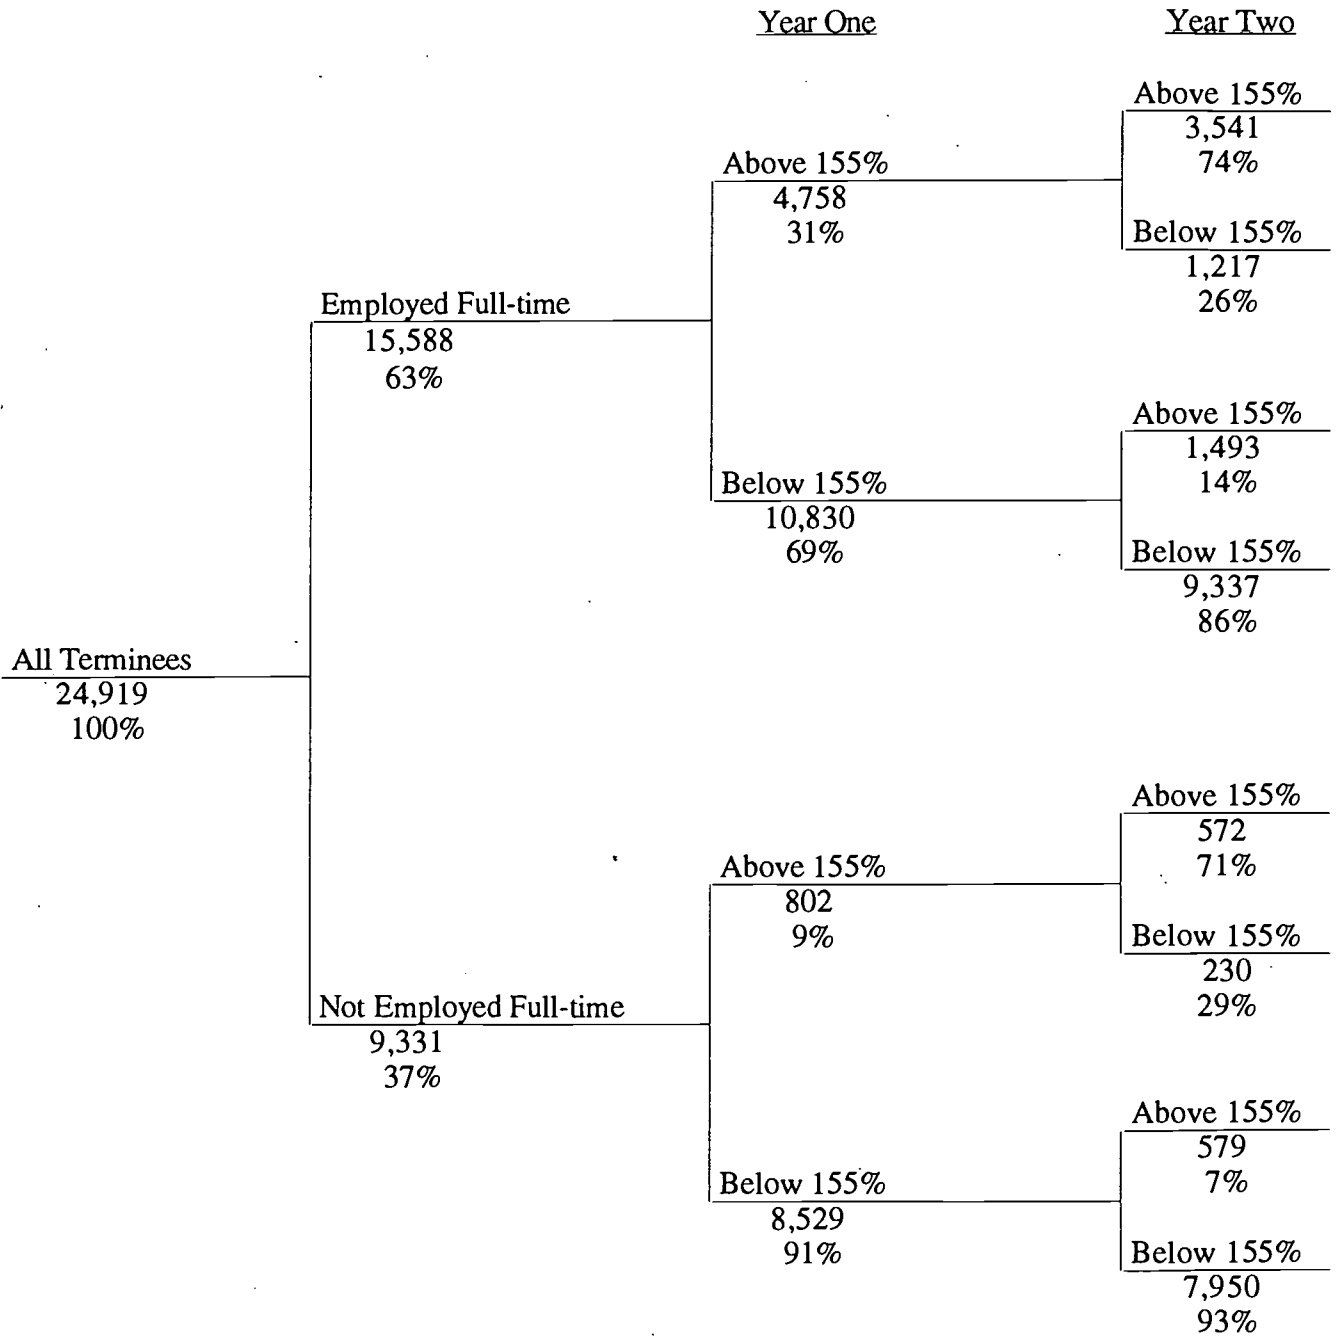 Year One
Year Two
Above 155%
3,541
74%
Above 155%
4,758
31%
Below 155%
1,217
26%
Employed Full-time
15,588
63%
Above 155%
1,493
14%
Below 155%
10,830
69%
Below 155%
9,337
86%
All Terminees
24,919
100%
Above 155%
572
71%
Above 155%
802
9%
Below 155%
230
29%
Not Employed Full-time
9,331
37%
Above 155%
579
7%
Below 155%
8,529
91%
Below 155%
7,950
93%